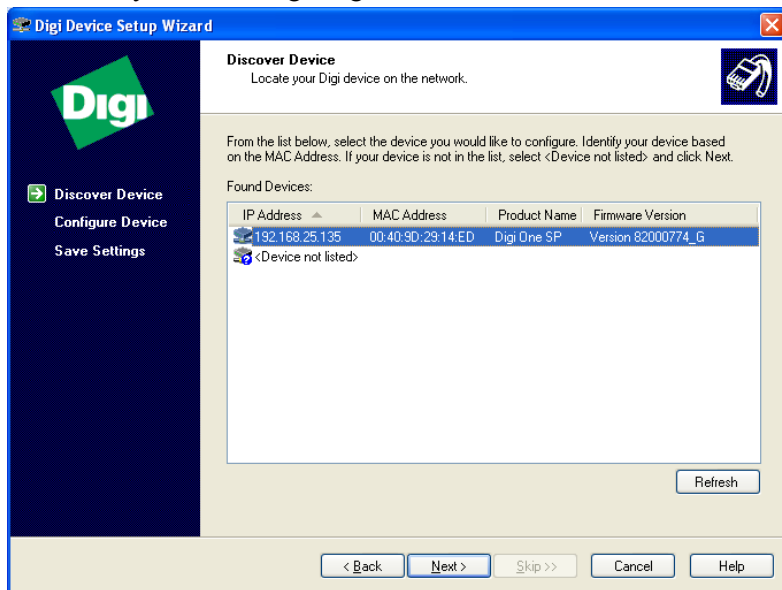 Digi Device Setup Wizard
Digi
Discover Device
Locate your Digi device on the network.
From the list below, select the device you would like to configure. Identify your device based
on the MAC Address. If your device is not in the list, select <Device not listed> and click Next.
Discover Device
Configure Device
Save Settings
Found Devices:
IP Address MAC Address Product Name Firmware Version
192.168.25.135 00:40:9D:29:14:ED Digi One SP Version 82000774_G
<Device not listed>
Refresh
< Back Next > Skip >> Cancel Help